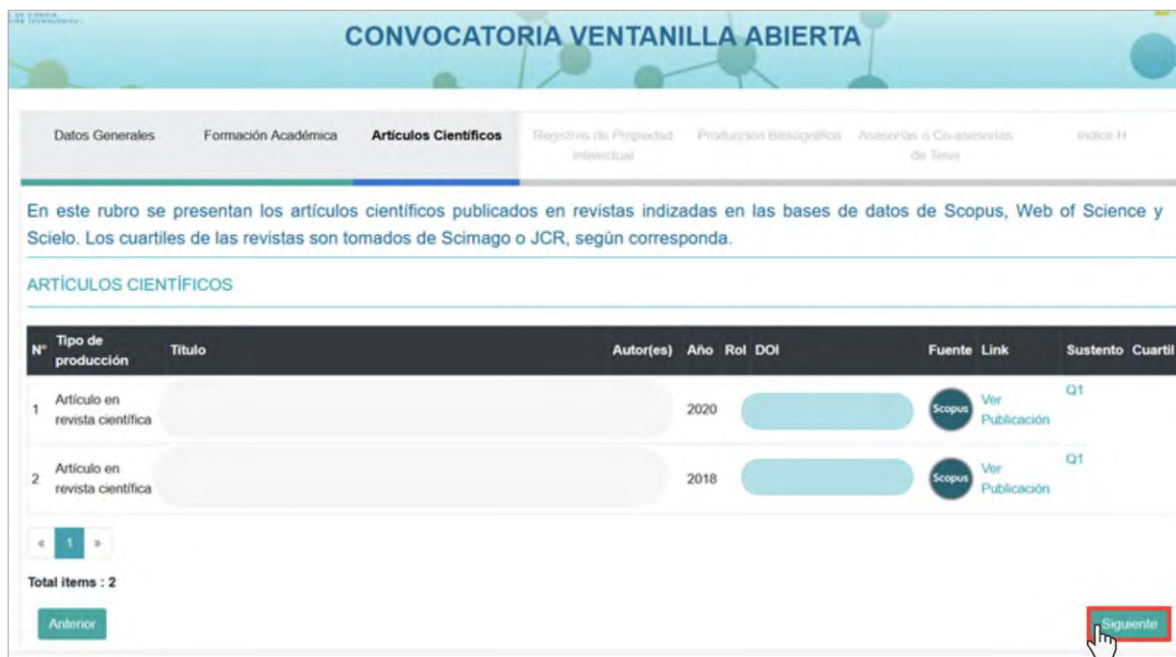 CONVOCATORIA VENTANILLA ABIERTA
Datos Generales
Formación Académica
Artículos Científicos
Registros de Propiedad
Intelectual
Producción Bibliográfica
Asesorías o Co-asesorías
de Tesis
Indice H
En este rubro se presentan los artículos científicos publicados en revistas indizadas en las bases de datos de Scopus, Web of Science y
Scielo. Los cuartiles de las revistas son tomados de Scimago o JCR, según corresponda.
ARTÍCULOS CIENTÍFICOS
N° Tipo de producción Título Autor(es) Año Rol DOI Fuente Link Sustento Cuartil
1 Artículo en revista científica 2020 Scopus Ver Publicación Q1
2 Artículo en revista científica 2018 Scopus Ver Publicación Q1
« 1 »
Total items : 2
Anterior
Siguiente